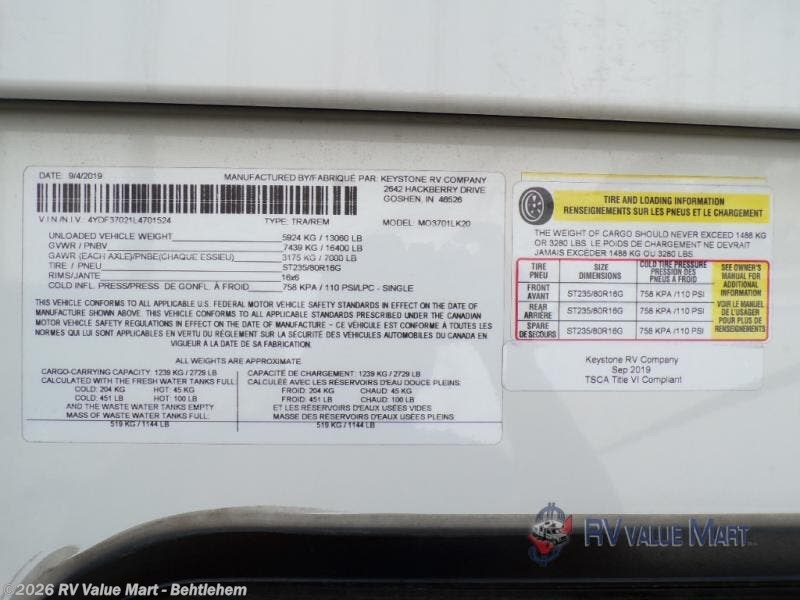 DATE: 9/4/2019
MANUFACTURED BY/FABRIQUÉ PAR: KEYSTONE RV COMPANY
2642 HACKBERRY DRIVE
GOSHEN, IN 46526
V I N / N I V: 4YDF37021L4701524 TYPE: TRA/REM MODEL: MO3701LK20
UNLOADED VEHICLE WEIGHT: 5924 KG / 13060 LB
GVWR / PNBV 7439 KG / 16400 LB
GAWR (EACH AXLE)/PNBE(CHAQUE ESSIEU) 3175 KG / 7000 LB
TIRE / PNEU ST235/80R16G
RIMS/JANTE 16x6
COLD INFL. PRESS/PRESS DE GONFL. À FROID 758 KPA / 110 PSI/LPC - SINGLE
THIS VEHICLE CONFORMS TO ALL APPLICABLE U.S. FEDERAL MOTOR VEHICLE SAFETY STANDARDS IN EFFECT ON THE DATE OF
MANUFACTURE SHOWN ABOVE. THIS VEHICLE CONFORMS TO ALL APPLICABLE STANDARDS PRESCRIBED UNDER THE CANADIAN
MOTOR VEHICLE SAFETY REGULATIONS IN EFFECT ON THE DATE OF MANUFACTURE - CE VÉHICULE EST CONFORME À TOUTES LES
NORMES QUI LUI SONT APPLICABLES EN VERTU DU RÈGLEMENT SUR LA SÉCURITÉ DES VÉHICULES AUTOMOBILES DU CANADA EN
VIGUEUR A LA DATE DE SA FABRICATION.
ALL WEIGHTS ARE APPROXIMATE.
CARGO-CARRYING CAPACITY: 1239 KG / 2729 LB
CALCULATED WITH THE FRESH WATER TANKS FULL:
COLD: 204 KG HOT: 45 KG
COLD: 451 LB HOT: 100 LB
AND THE WASTE WATER TANKS EMPTY
MASS OF WASTE WATER TANKS FULL
519 KG / 1144 LB
CAPACITÉ DE CHARGEMENT: 1239 KG / 2729 LB
CALCULÉE AVEC LES RÉSERVOIRS D'EAU DOUCE PLEINS:
FROID: 204 KG CHAUD: 45 KG
FROID: 451 LB CHAUD: 100 LB
ET LES RÉSERVOIRS D'EAUX USÉES VIDES
MASSE DES RÉSERVOIRS D'EAUX USÉES PLEINS
519 KG / 1144 LB
TIRE AND LOADING INFORMATION
RENSEIGNEMENTS SUR LES PNEUS ET LE CHARGEMENT
THE WEIGHT OF CARGO SHOULD NEVER EXCEED 1488 KG
OR 3280 LBS. LE POIDS DE CHARGEMENT NE DEVRAIT
JAMAIS EXCÉDER 1488 KG OU 3280 LBS.
TIRE
PNEU
SIZE
DIMENSIONS
COLD TIRE PRESSURE
PRESSION DES
PNEUS À FROID
FRONT
AVANT
ST235/80R16G
758 KPA /110 PSI
REAR
ARRIÈRE
ST235/80R16G
758 KPA /110 PSI
SPARE
DE SECOURS
ST235/80R16G
758 KPA /110 PSI
SEE OWNER'S
MANUAL FOR
ADDITIONAL
INFORMATION
VOIR LE MANUEL
DE L'USAGER
POUR PLUS DE
RENSEIGNEMENTS
Keystone RV Company
Sep 2019
TSCA Title VI Compliant
RV VALUE MART
©2026 RV Value Mart - Behtlehem